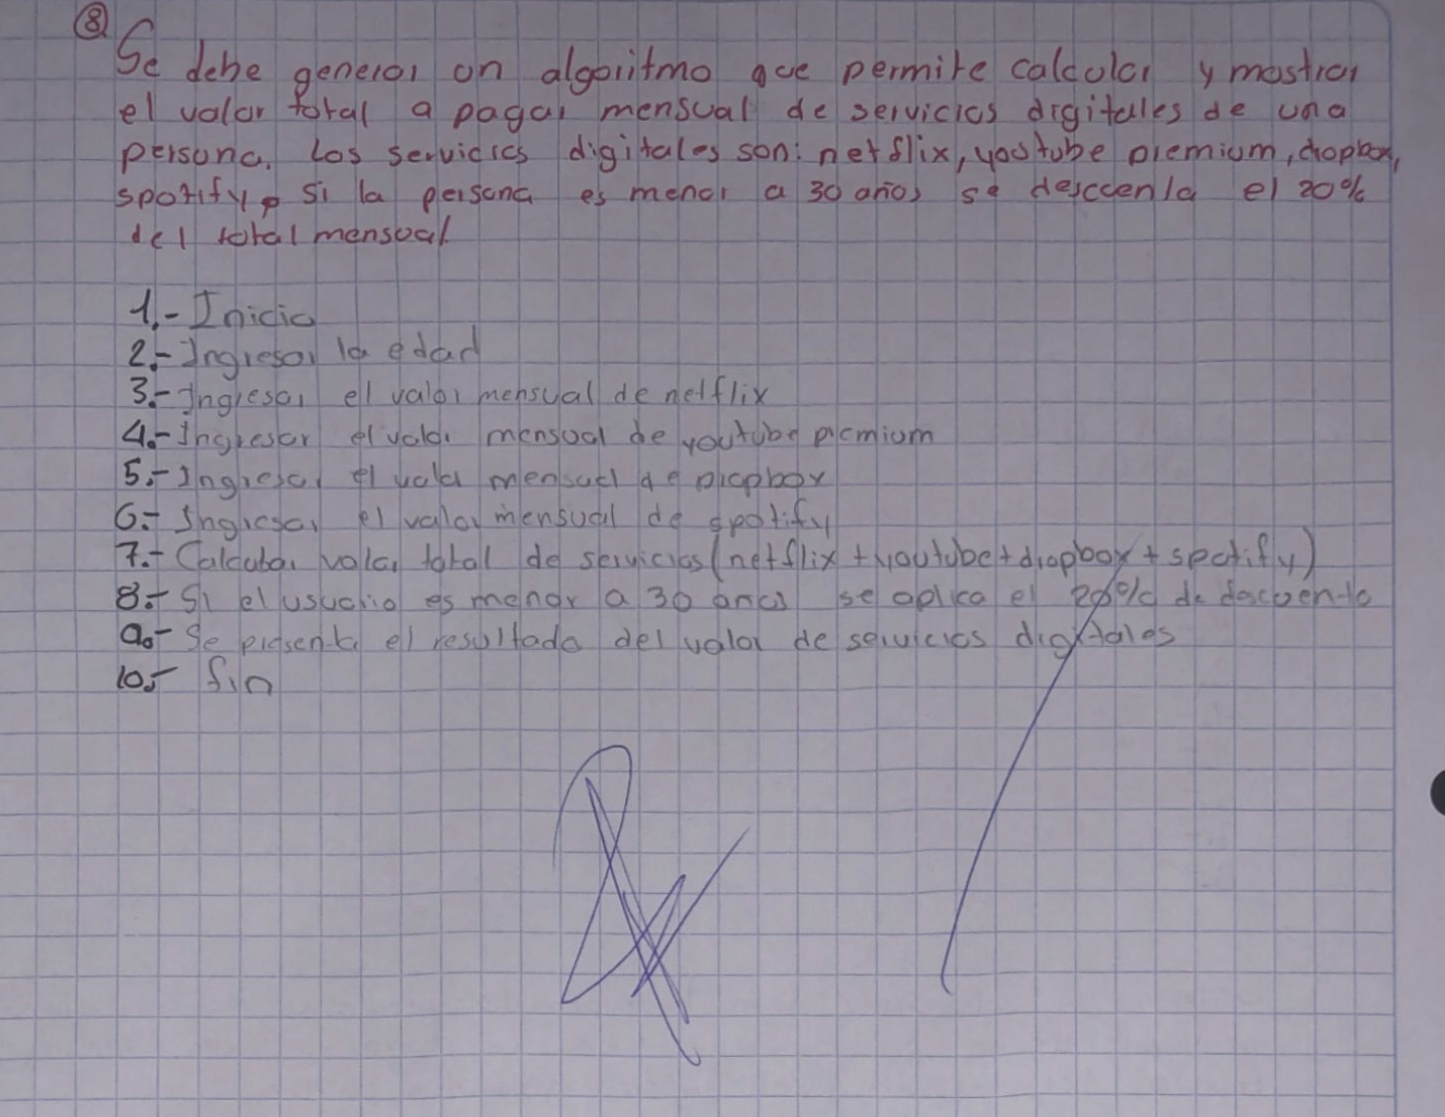 8
Se debe generar un algoritmo que permite calcular y mostrar
el valor total a pagar mensual de servicios digitales de una
persona. Los servicios digitales son: netflix, youtube premium, dropbox,
spotify, Si la persona es menor a 30 años se descuenta el 20%
del total mensual
1.- Inicio
2.- Ingresar la edad
3.- Ingresar el valor mensual de netflix
4.- Ingresar el valor mensual de youtube premium
5.- Ingresar el valor mensual de Dropbox
6.- Ingresar el valor mensual de spotify
7.- Calcular valor total de servicios (netflix + youtube + dropbox + spotify)
8.- Si el usuario es menor a 30 años se aplica el 20% de descuento
9.- Se presenta el resultado del valor de servicios digitales
10.- fin